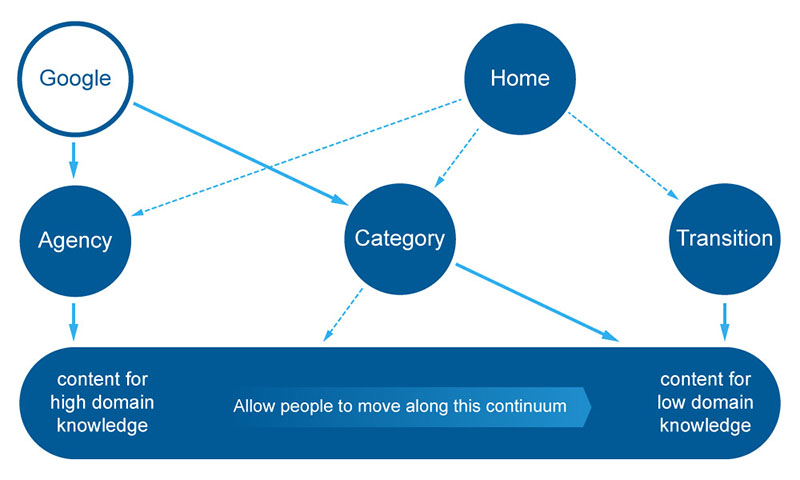 Google
Home
Agency
Category
Transition
content for
high domain
knowledge
Allow people to move along this continuum
content for
low domain
knowledge